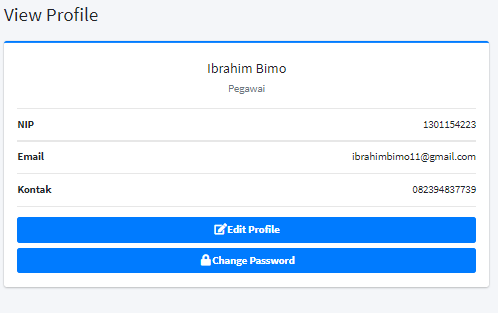 View Profile
Ibrahim Bimo
Pegawai
NIP 1301154223
Email ibrahimbimo11@gmail.com
Kontak 082394837739
Edit Profile
Change Password